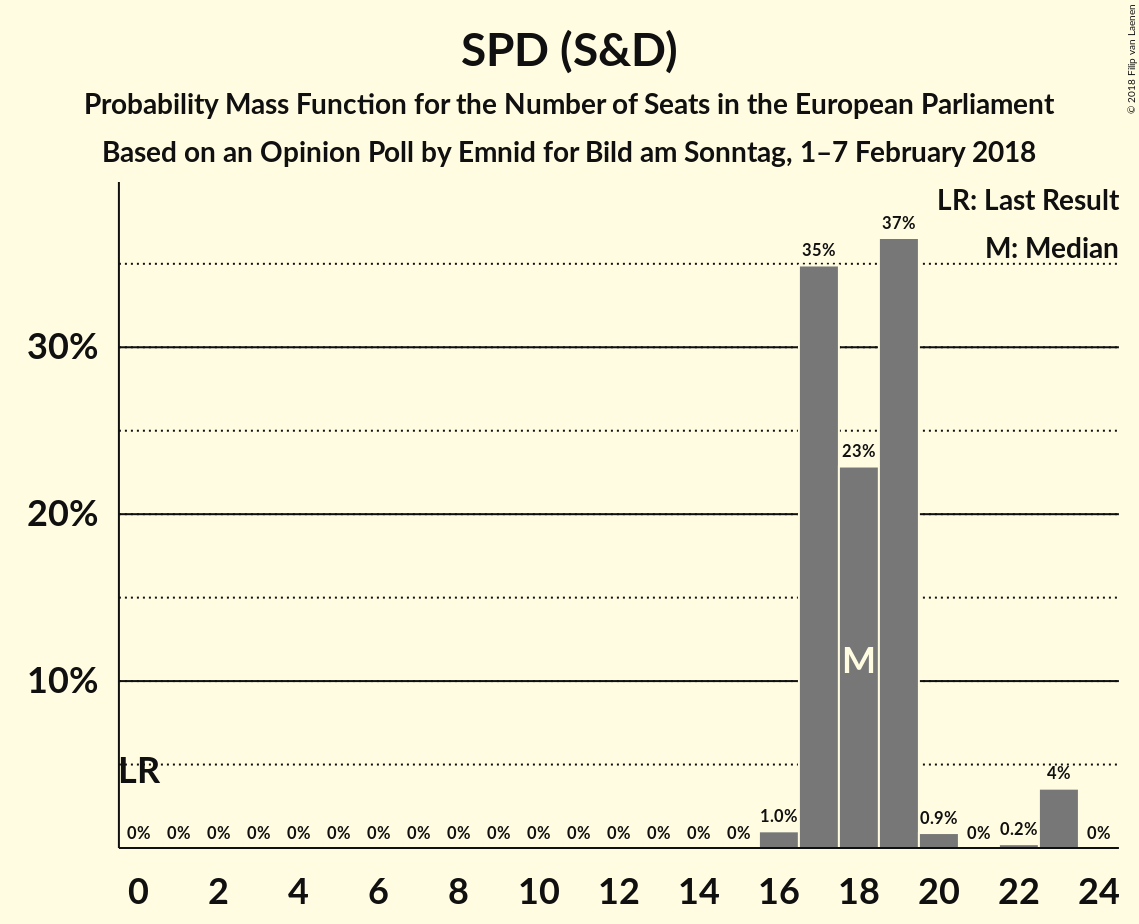 SPD (S&D)
Probability Mass Function for the Number of Seats in the European Parliament
Based on an Opinion Poll by Emnid for Bild am Sonntag, 1–7 February 2018
© 2018 Filip van Laenen
LR: Last Result
M: Median
37%
35%
30%
23%
20%
M
10%
LR
4%
0% 0% 0% 0% 0% 0% 0% 0% 0% 0% 0% 0% 0% 0% 0% 0% 1.0% 0.9% 0% 0.2% 0%
0 2 4 6 8 10 12 14 16 18 20 22 24